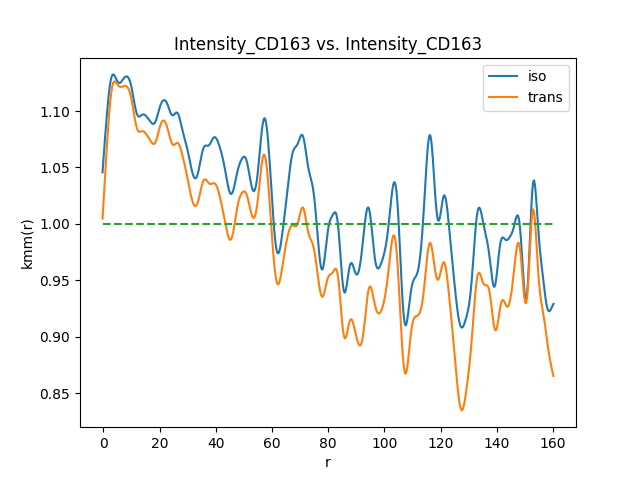 Intensity_CD163 vs. Intensity_CD163
iso
trans
kmm(r)
1.10
1.05
1.00
0.95
0.90
0.85
0 20 40 60 80 100 120 140 160
r